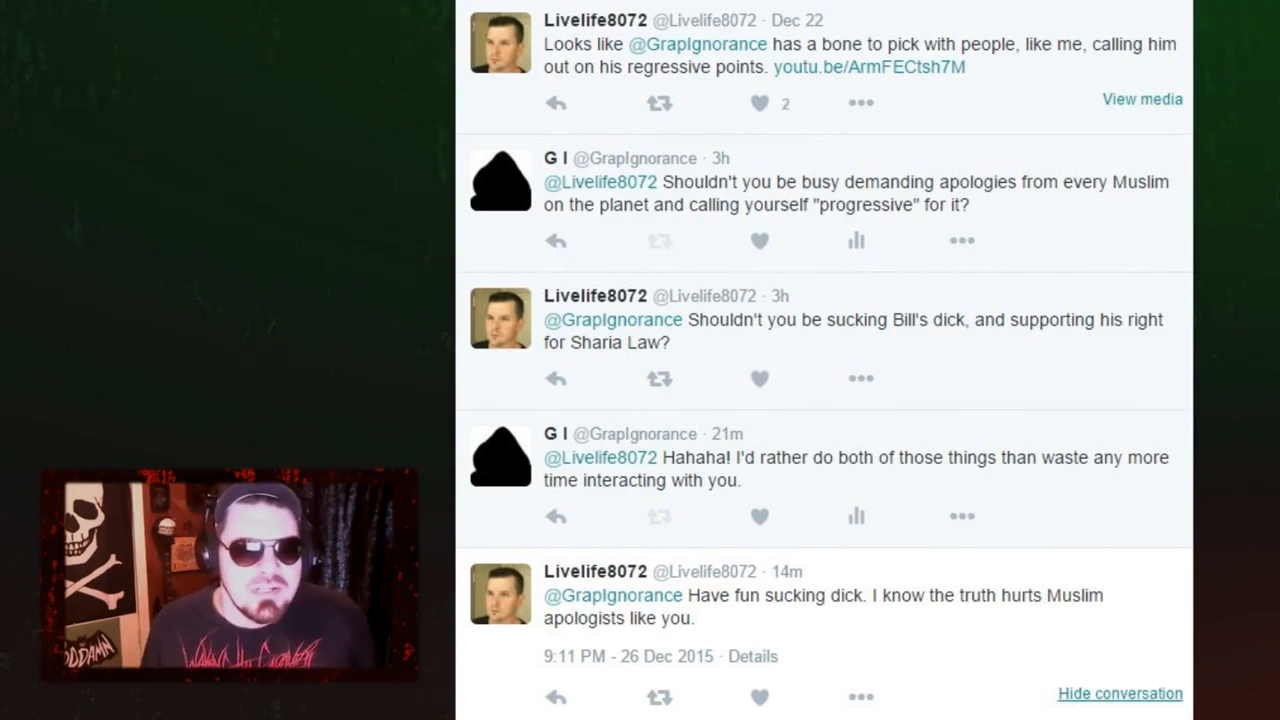 Livelife8072 @Livelife8072 · Dec 22
Looks like @GrapIgnorance has a bone to pick with people, like me, calling him
out on his regressive points. youtu.be/ArmFECtsh7M
2
View media
G I @GrapIgnorance · 3h
@Livelife8072 Shouldn't you be busy demanding apologies from every Muslim
on the planet and calling yourself "progressive" for it?
Livelife8072 @Livelife8072 · 3h
@GrapIgnorance Shouldn't you be sucking Bill's dick, and supporting his right
for Sharia Law?
G I @GrapIgnorance · 21m
@Livelife8072 Hahaha! I'd rather do both of those things than waste any more
time interacting with you.
Livelife8072 @Livelife8072 · 14m
@GrapIgnorance Have fun sucking dick. I know the truth hurts Muslim
apologists like you.
9:11 PM - 26 Dec 2015 · Details
Hide conversation
ODDAMN